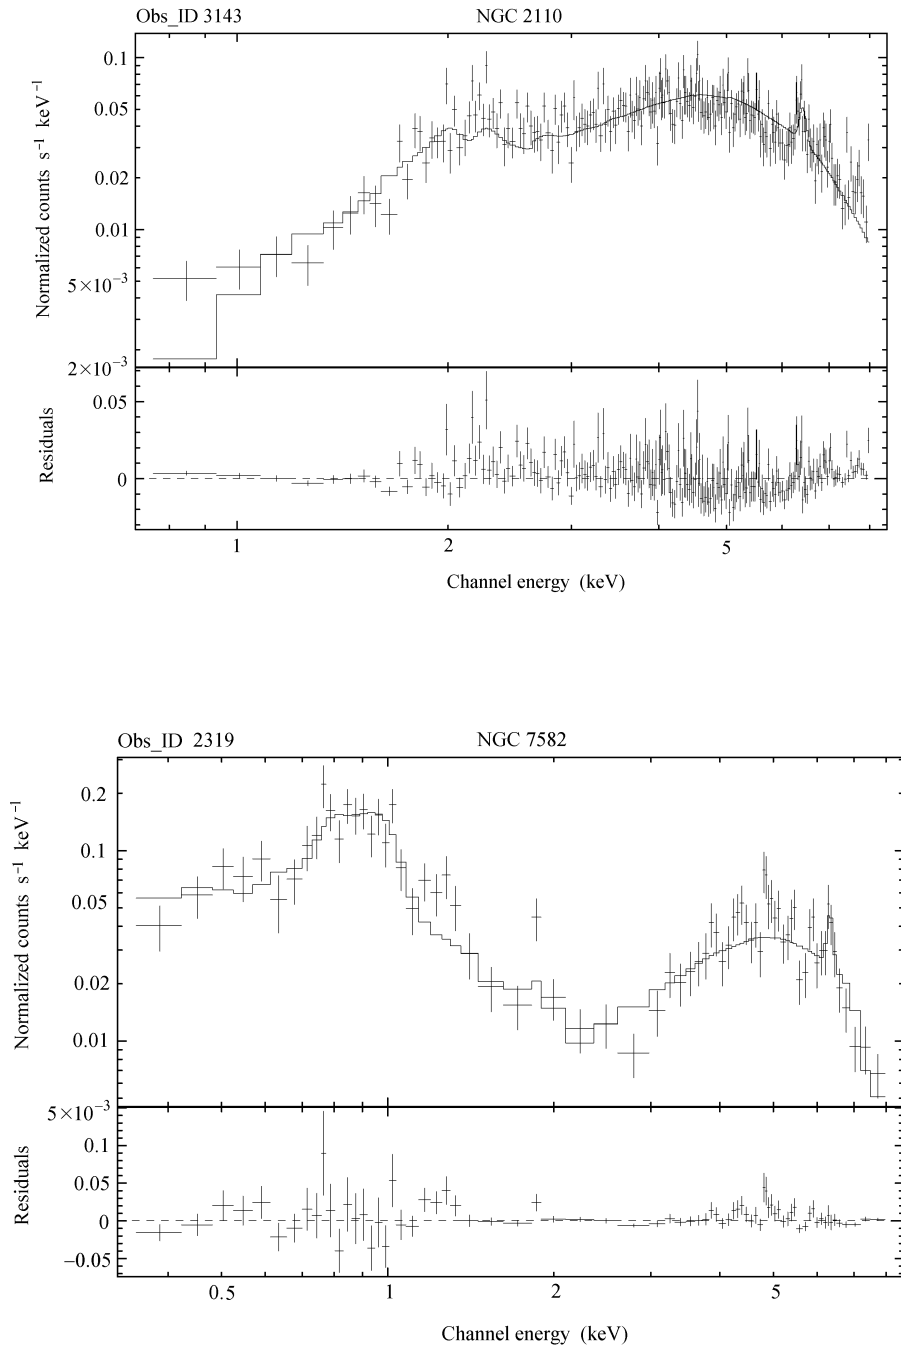 Obs_ID 3143 NGC 2110
0.1
0.05
0.02
0.01
5×10⁻³
2×10⁻³
Normalized counts s⁻¹ keV⁻¹
0.05
0
Residuals
1 2 5
Channel energy (keV)
Obs_ID 2319 NGC 7582
0.2
0.1
0.05
0.02
0.01
5×10⁻³
Normalized counts s⁻¹ keV⁻¹
0.1
0.05
0
−0.05
Residuals
0.5 1 2 5
Channel energy (keV)